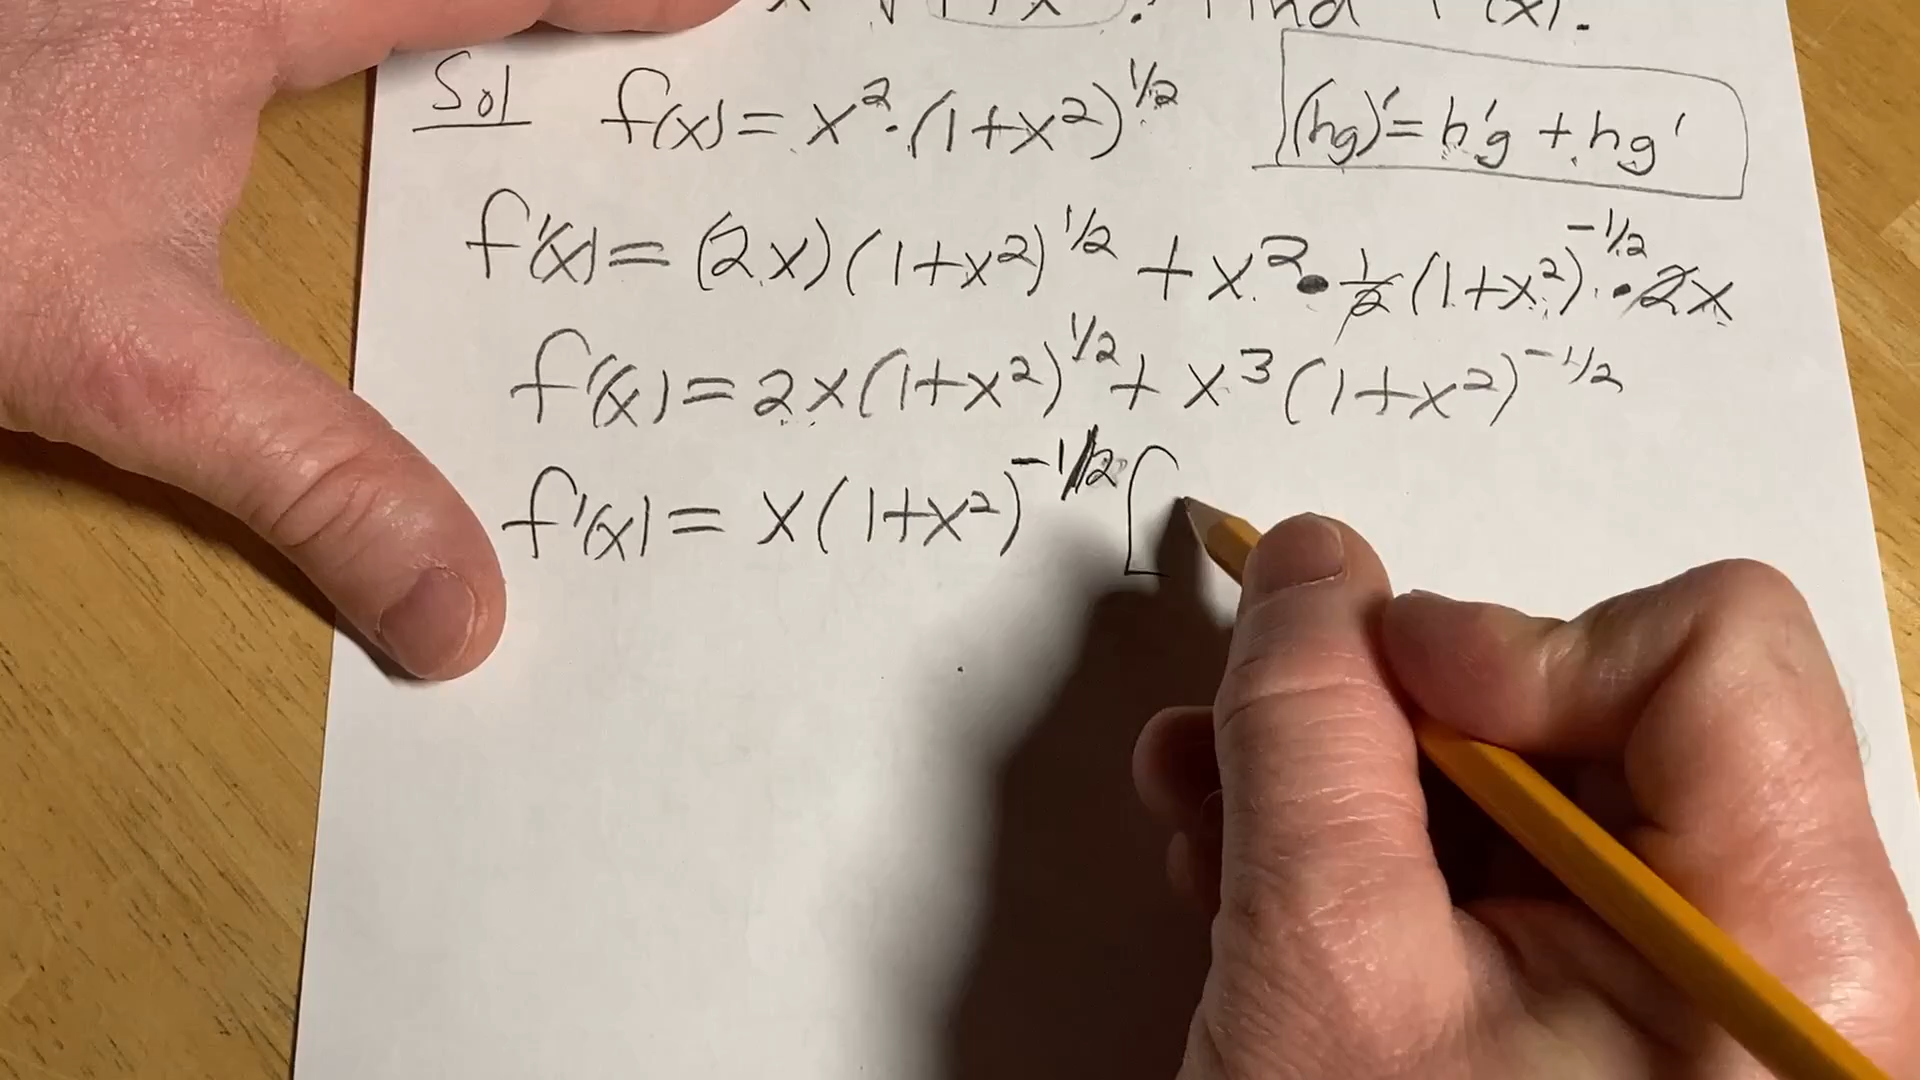 Find (x).
Sol f(x) = x²·(1+x²)^1/2 (hg)' = h'g + hg'
f'(x) = (2x)(1+x²)^1/2 + x²·1/2(1+x²)^-1/2·2x
f'(x) = 2x(1+x²)^1/2 + x³(1+x²)^-1/2
f'(x) = x(1+x²)^-1/2 [